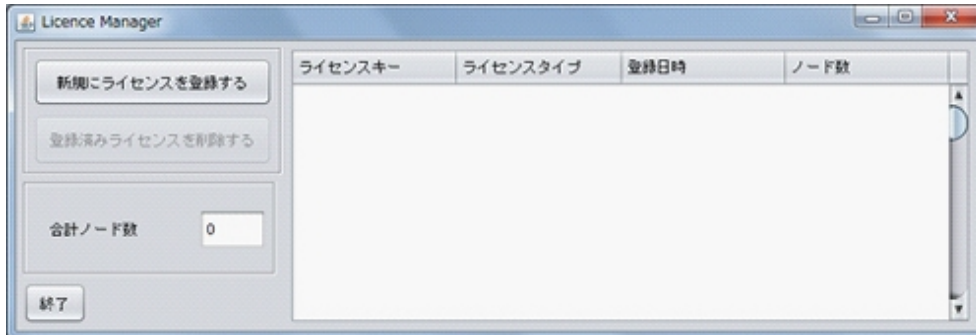 Licence Manager
新規にライセンスを登録する
登録済みライセンスを削除する
合計ノード数 0
終了
ライセンスキー ライセンスタイプ 登録日時 ノード数